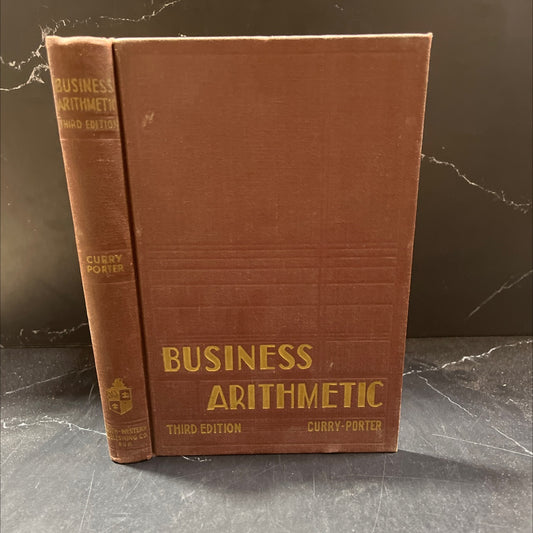 BUSINESS
ARITHMETIC
THIRD EDITION
CURRY
PORTER
BUSINESS
ARITHMETIC
THIRD EDITION CURRY-PORTER